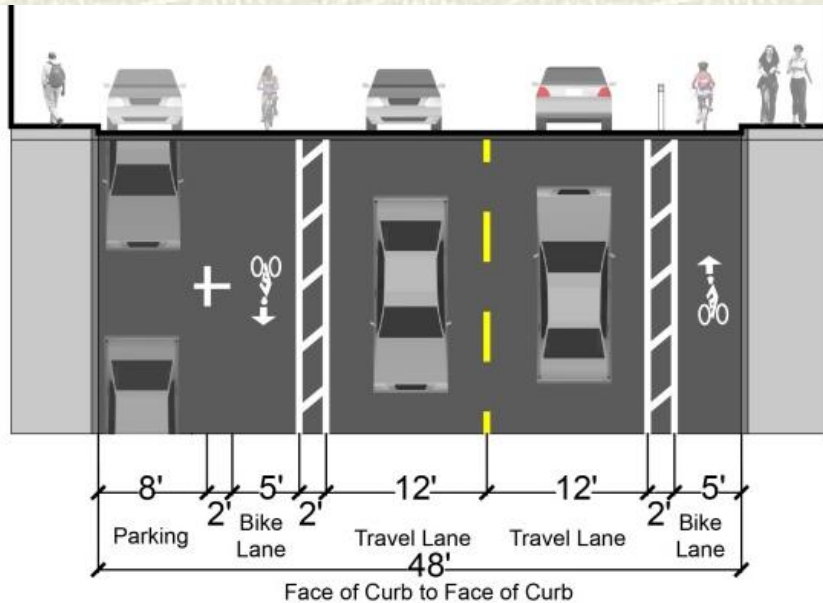 8' 2' 5' 2' 12' 12' 2' 5'
Parking Bike Lane Travel Lane Travel Lane Bike Lane
48'
Face of Curb to Face of Curb